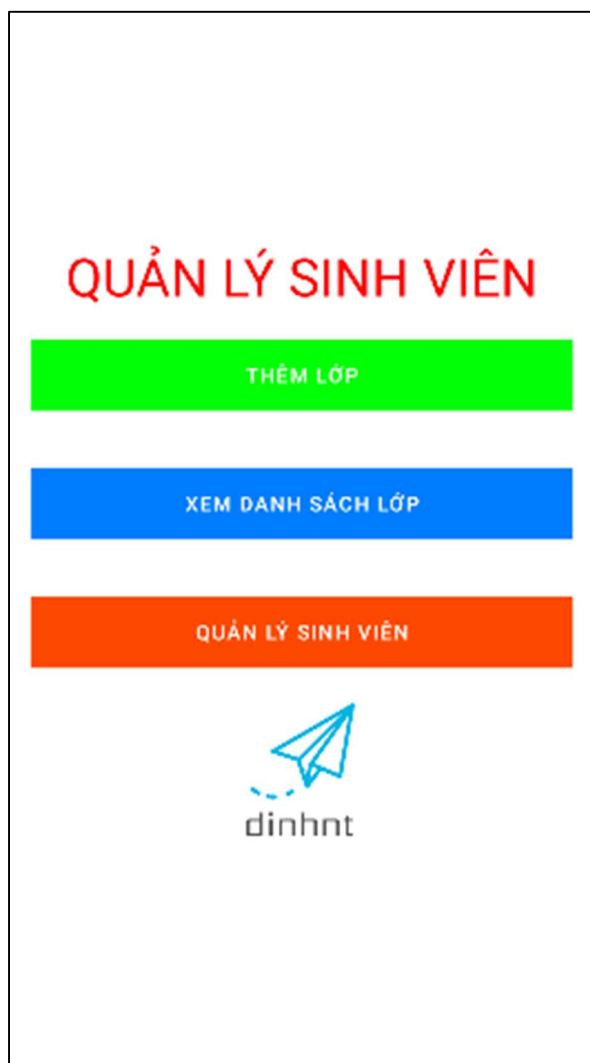 QUẢN LÝ SINH VIÊN
THÊM LỚP
XEM DANH SÁCH LỚP
QUẢN LÝ SINH VIÊN
dinhnt